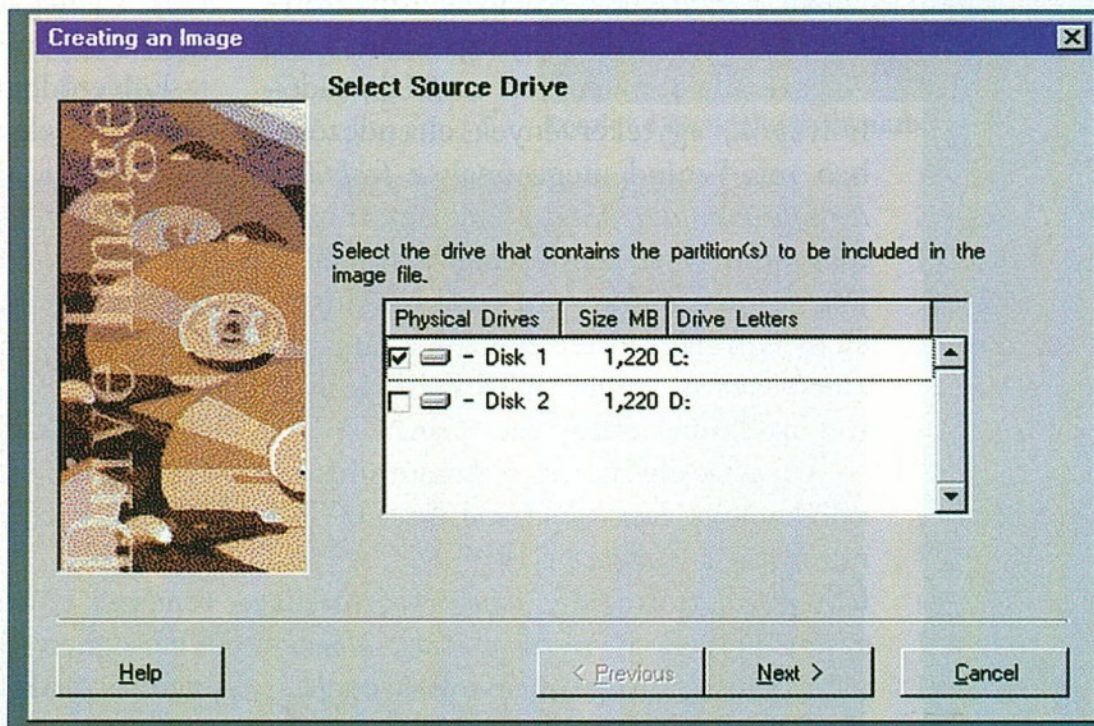 Creating an Image
Select Source Drive
Drive Image
Select the drive that contains the partition(s) to be included in the
image file.
Physical Drives Size MB Drive Letters
- Disk 1 1,220 C:
- Disk 2 1,220 D:
Help
< Previous
Next >
Cancel